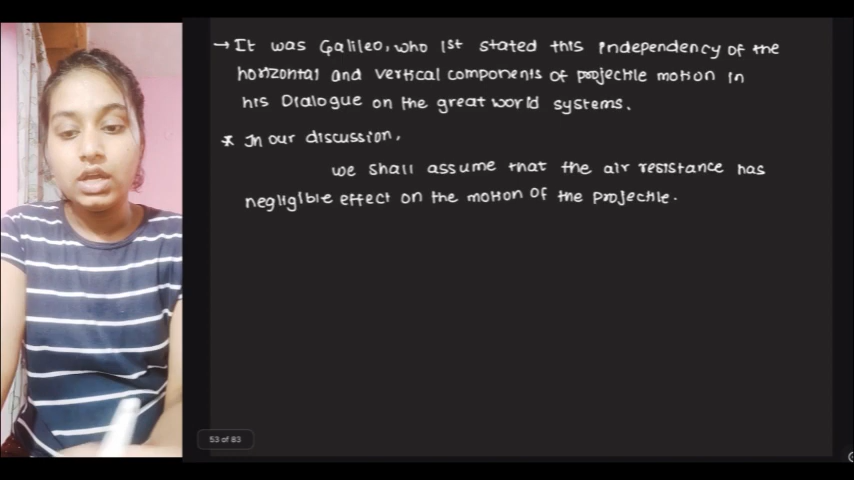 → It was Galileo, who 1st stated this independency of the
horizontal and vertical components of projectile motion in
his Dialogue on the great world systems.
* In our discussion,
we shall assume that the air resistance has
negligible effect on the motion of the projectile.
53 of 83